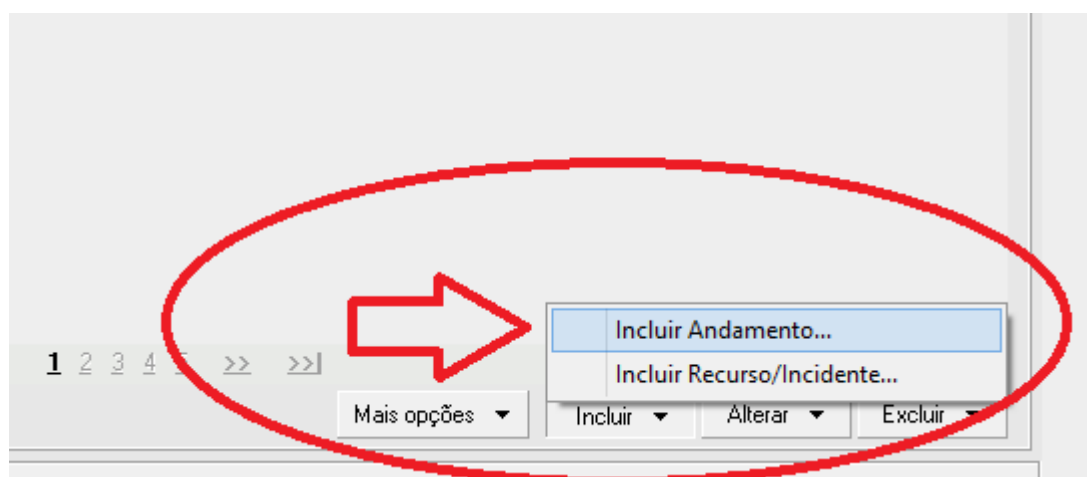 Incluir Andamento...
Incluir Recurso/Incidente...
1 2 3 4 5 >> >>|
Mais opções Incluir Alterar Excluir